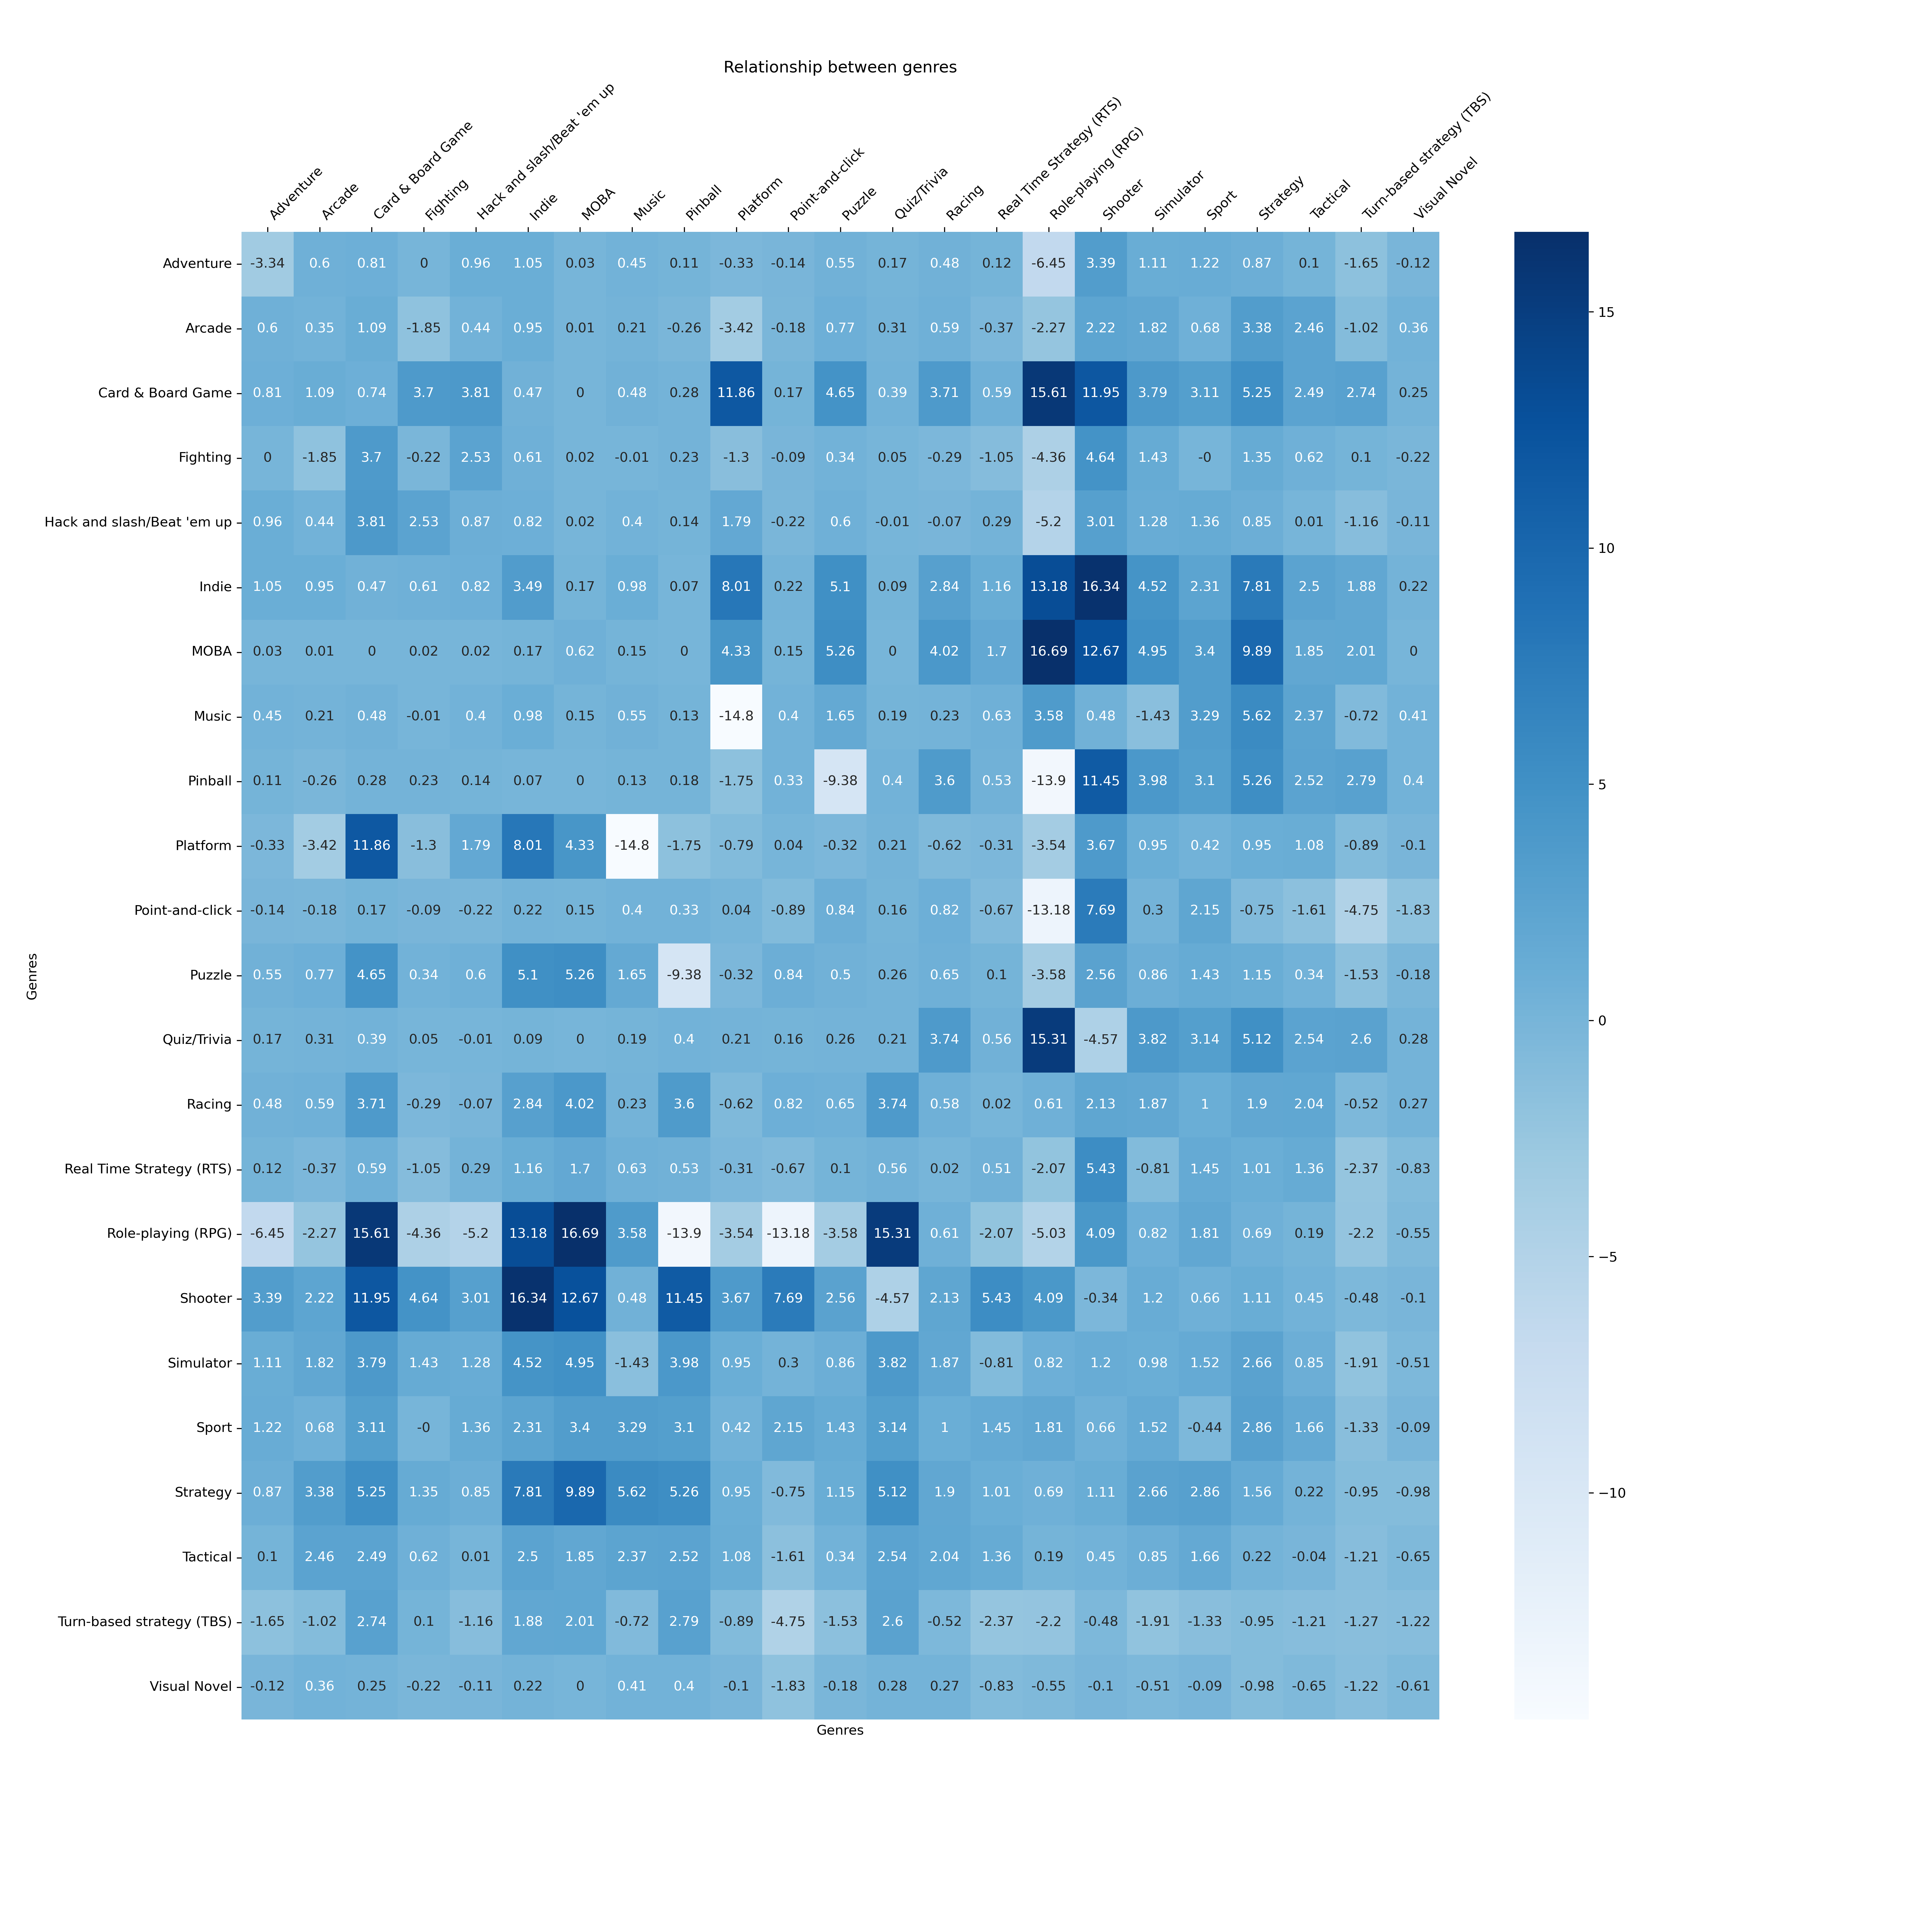 Relationship between genres
Adventure Arcade Card & Board Game Fighting Hack and slash/Beat 'em up Indie MOBA Music Pinball Platform Point-and-click Puzzle Quiz/Trivia Racing Real Time Strategy (RTS) Role-playing (RPG) Shooter Simulator Sport Strategy Tactical Turn-based strategy (TBS) Visual Novel
Adventure -3.34 0.6 0.81 0 0.96 1.05 0.03 0.45 0.11 -0.33 -0.14 0.55 0.17 0.48 0.12 -6.45 3.39 1.11 1.22 0.87 0.1 -1.65 -0.12
Arcade 0.6 0.35 1.09 -1.85 0.44 0.95 0.01 0.21 -0.26 -3.42 -0.18 0.77 0.31 0.59 -0.37 -2.27 2.22 1.82 0.68 3.38 2.46 -1.02 0.36
Card & Board Game 0.81 1.09 0.74 3.7 3.81 0.47 0 0.48 0.28 11.86 0.17 4.65 0.39 3.71 0.59 15.61 11.95 3.79 3.11 5.25 2.49 2.74 0.25
Fighting 0 -1.85 3.7 -0.22 2.53 0.61 0.02 -0.01 0.23 -1.3 -0.09 0.34 0.05 -0.29 -1.05 -4.36 4.64 1.43 -0 1.35 0.62 0.1 -0.22
Hack and slash/Beat 'em up 0.96 0.44 3.81 2.53 0.87 0.82 0.02 0.4 0.14 1.79 -0.22 0.6 -0.01 -0.07 0.29 -5.2 3.01 1.28 1.36 0.85 0.01 -1.16 -0.11
Indie 1.05 0.95 0.47 0.61 0.82 3.49 0.17 0.98 0.07 8.01 0.22 5.1 0.09 2.84 1.16 13.18 16.34 4.52 2.31 7.81 2.5 1.88 0.22
MOBA 0.03 0.01 0 0.02 0.02 0.17 0.62 0.15 0 4.33 0.15 5.26 0 4.02 1.7 16.69 12.67 4.95 3.4 9.89 1.85 2.01 0
Music 0.45 0.21 0.48 -0.01 0.4 0.98 0.15 0.55 0.13 -14.8 0.4 1.65 0.19 0.23 0.63 3.58 0.48 -1.43 3.29 5.62 2.37 -0.72 0.41
Pinball 0.11 -0.26 0.28 0.23 0.14 0.07 0 0.13 0.18 -1.75 0.33 -9.38 0.4 3.6 0.53 -13.9 11.45 3.98 3.1 5.26 2.52 2.79 0.4
Platform -0.33 -3.42 11.86 -1.3 1.79 8.01 4.33 -14.8 -1.75 -0.79 0.04 -0.32 0.21 -0.62 -0.31 -3.54 3.67 0.95 0.42 0.95 1.08 -0.89 -0.1
Point-and-click -0.14 -0.18 0.17 -0.09 -0.22 0.22 0.15 0.4 0.33 0.04 -0.89 0.84 0.16 0.82 -0.67 -13.18 7.69 0.3 2.15 -0.75 -1.61 -4.75 -1.83
Puzzle 0.55 0.77 4.65 0.34 0.6 5.1 5.26 1.65 -9.38 -0.32 0.84 0.5 0.26 0.65 0.1 -3.58 2.56 0.86 1.43 1.15 0.34 -1.53 -0.18
Quiz/Trivia 0.17 0.31 0.39 0.05 -0.01 0.09 0 0.19 0.4 0.21 0.16 0.26 0.21 3.74 0.56 15.31 -4.57 3.82 3.14 5.12 2.54 2.6 0.28
Racing 0.48 0.59 3.71 -0.29 -0.07 2.84 4.02 0.23 3.6 -0.62 0.82 0.65 3.74 0.58 0.02 0.61 2.13 1.87 1 1.9 2.04 -0.52 0.27
Real Time Strategy (RTS) 0.12 -0.37 0.59 -1.05 0.29 1.16 1.7 0.63 0.53 -0.31 -0.67 0.1 0.56 0.02 0.51 -2.07 5.43 -0.81 1.45 1.01 1.36 -2.37 -0.83
Role-playing (RPG) -6.45 -2.27 15.61 -4.36 -5.2 13.18 16.69 3.58 -13.9 -3.54 -13.18 -3.58 15.31 0.61 -2.07 -5.03 4.09 0.82 1.81 0.69 0.19 -2.2 -0.55
Shooter 3.39 2.22 11.95 4.64 3.01 16.34 12.67 0.48 11.45 3.67 7.69 2.56 -4.57 2.13 5.43 4.09 -0.34 1.2 0.66 1.11 0.45 -0.48 -0.1
Simulator 1.11 1.82 3.79 1.43 1.28 4.52 4.95 -1.43 3.98 0.95 0.3 0.86 3.82 1.87 -0.81 0.82 1.2 0.98 1.52 2.66 0.85 -1.91 -0.51
Sport 1.22 0.68 3.11 -0 1.36 2.31 3.4 3.29 3.1 0.42 2.15 1.43 3.14 1 1.45 1.81 0.66 1.52 -0.44 2.86 1.66 -1.33 -0.09
Strategy 0.87 3.38 5.25 1.35 0.85 7.81 9.89 5.62 5.26 0.95 -0.75 1.15 5.12 1.9 1.01 0.69 1.11 2.66 2.86 1.56 0.22 -0.95 -0.98
Tactical 0.1 2.46 2.49 0.62 0.01 2.5 1.85 2.37 2.52 1.08 -1.61 0.34 2.54 2.04 1.36 0.19 0.45 0.85 1.66 0.22 -0.04 -1.21 -0.65
Turn-based strategy (TBS) -1.65 -1.02 2.74 0.1 -1.16 1.88 2.01 -0.72 2.79 -0.89 -4.75 -1.53 2.6 -0.52 -2.37 -2.2 -0.48 -1.91 -1.33 -0.95 -1.21 -1.27 -1.22
Visual Novel -0.12 0.36 0.25 -0.22 -0.11 0.22 0 0.41 0.4 -0.1 -1.83 -0.18 0.28 0.27 -0.83 -0.55 -0.1 -0.51 -0.09 -0.98 -0.65 -1.22 -0.61
Genres
Genres
15
10
5
0
−5
−10